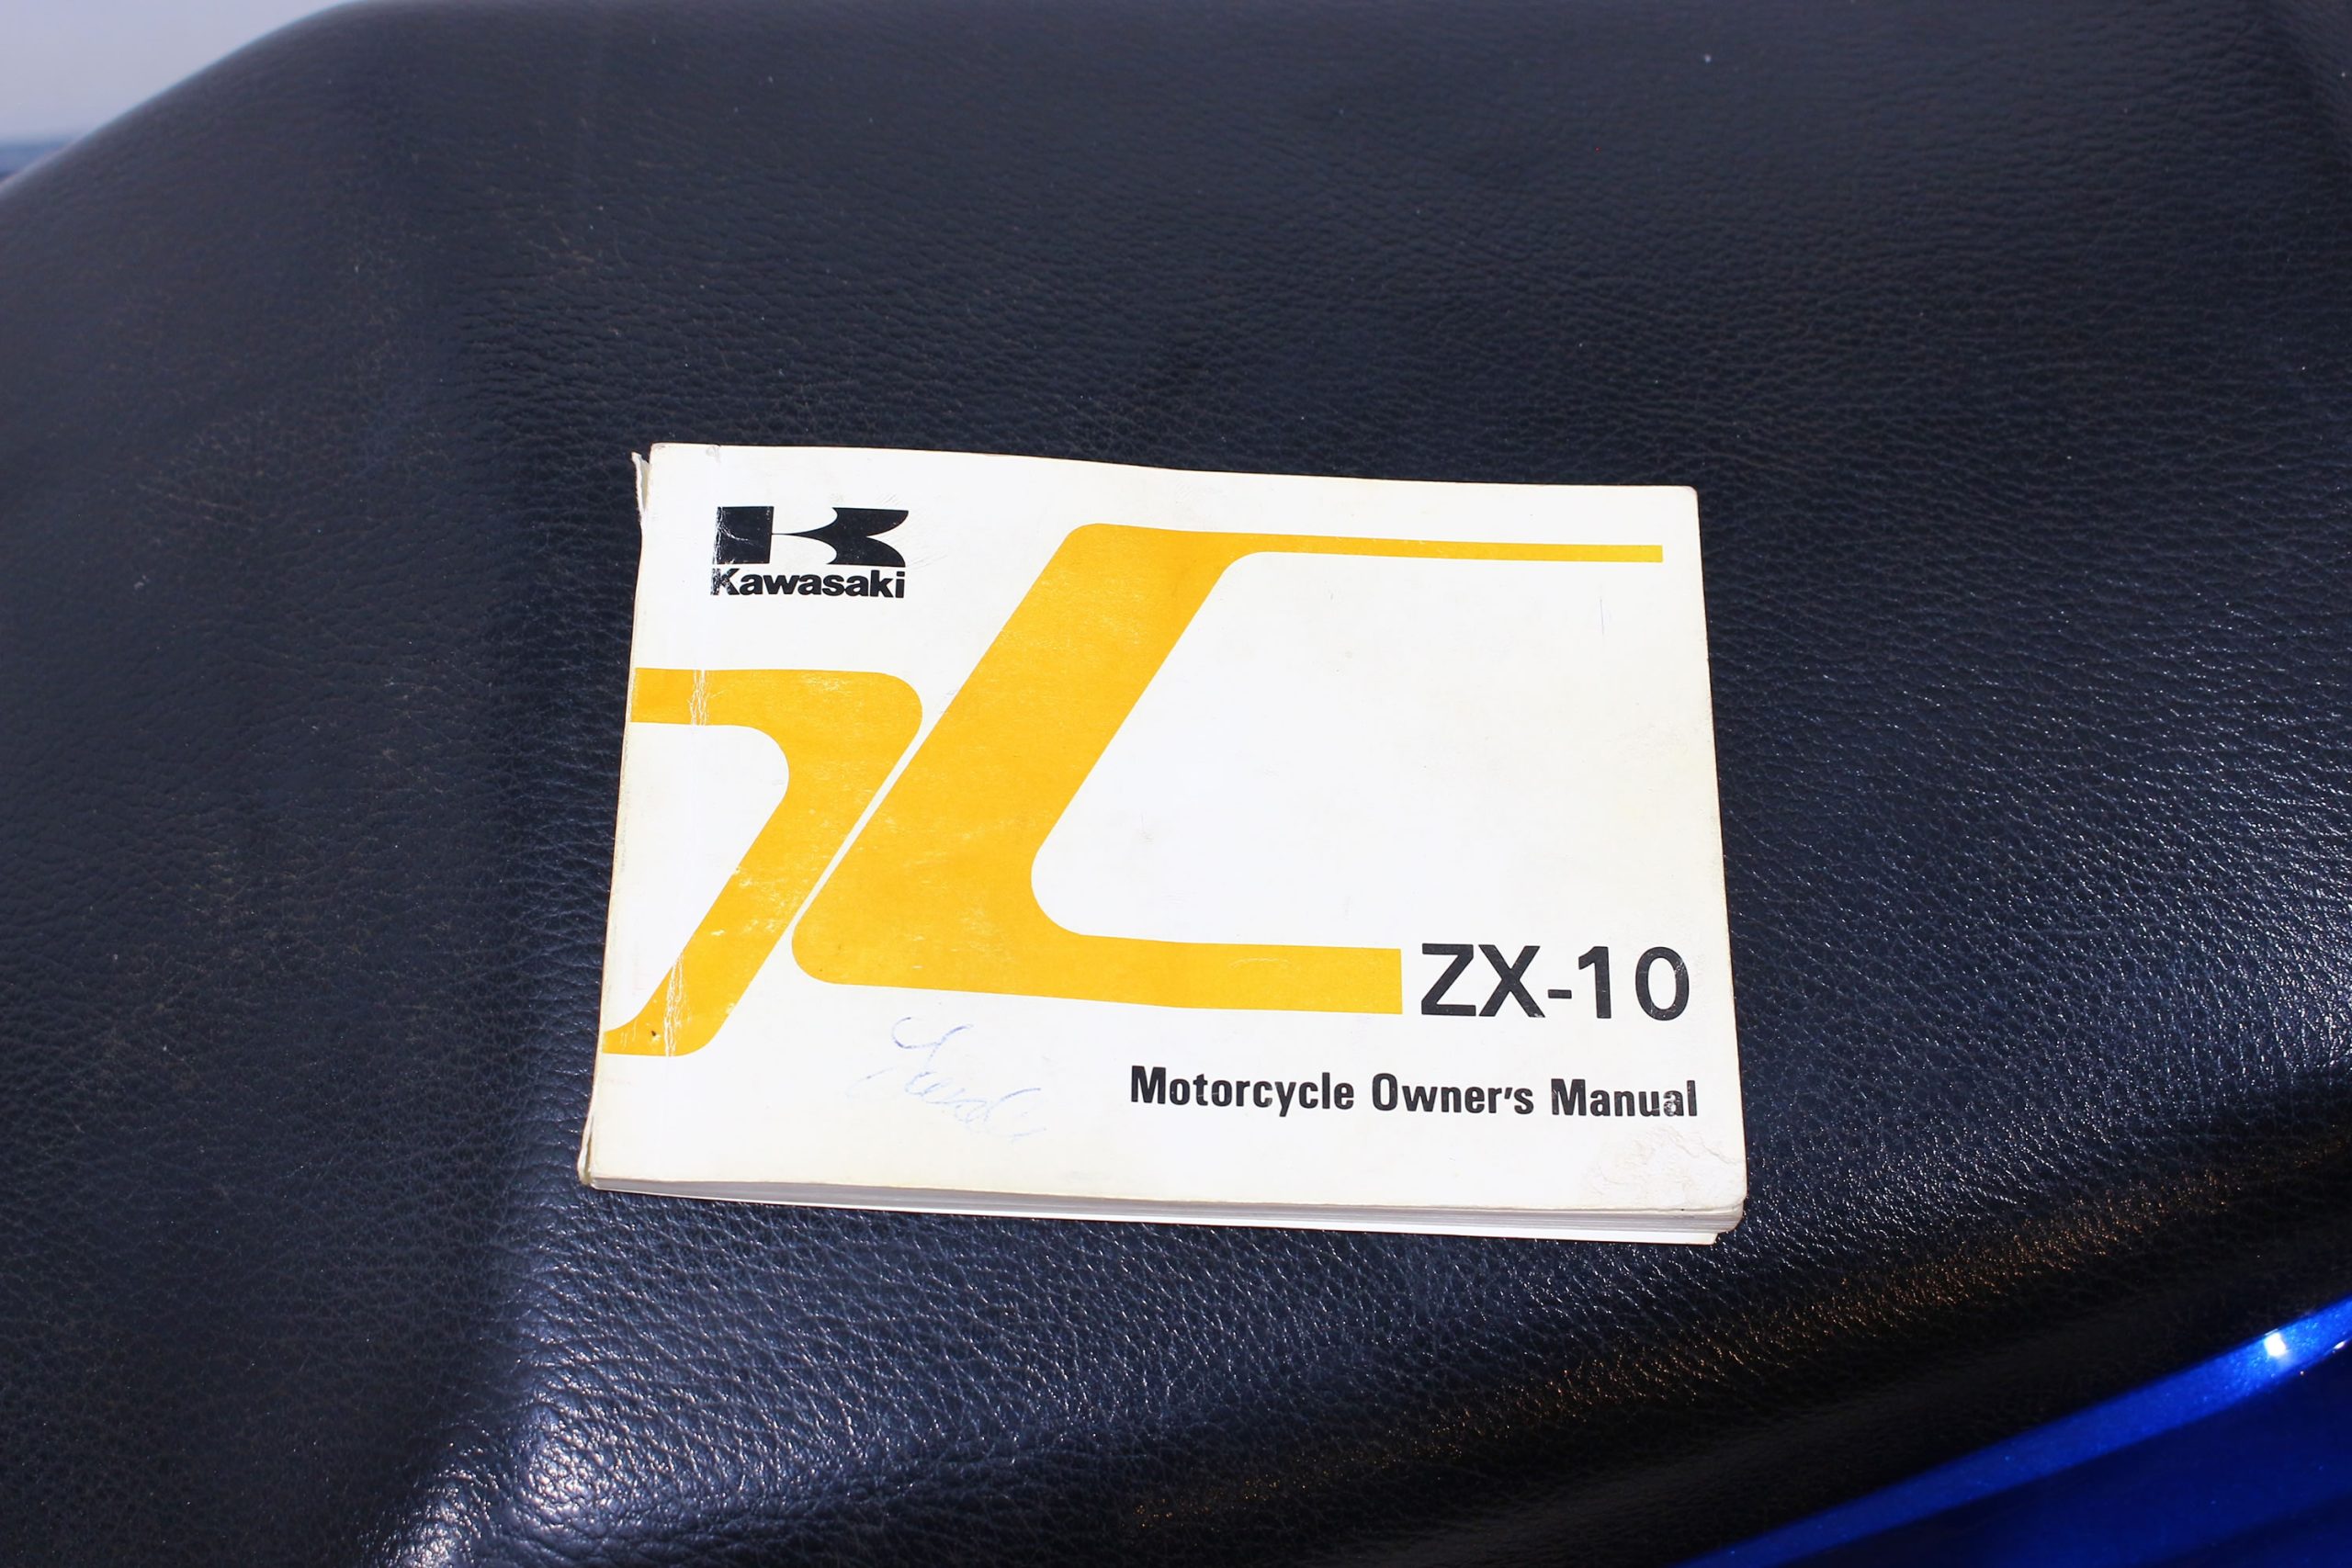 Kawasaki
ZX-10
Motorcycle Owner's Manual